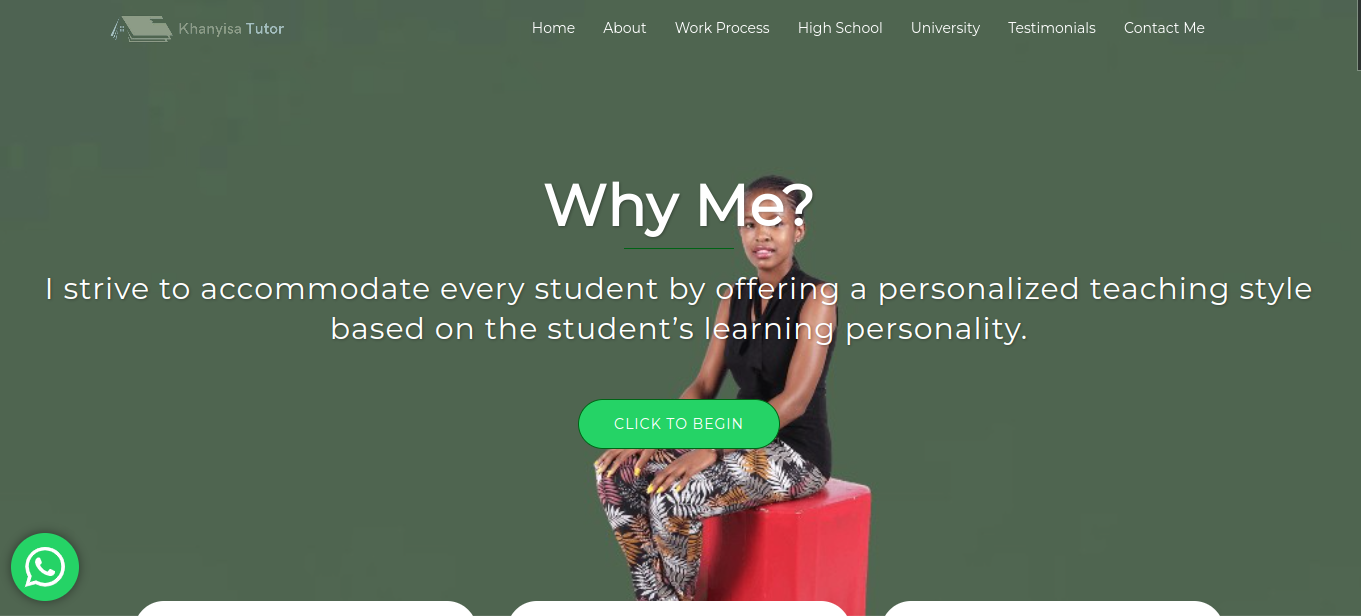 Khanyisa Tutor
Home About Work Process High School University Testimonials Contact Me
Why Me?
I strive to accommodate every student by offering a personalized teaching style
based on the student’s learning personality.
CLICK TO BEGIN